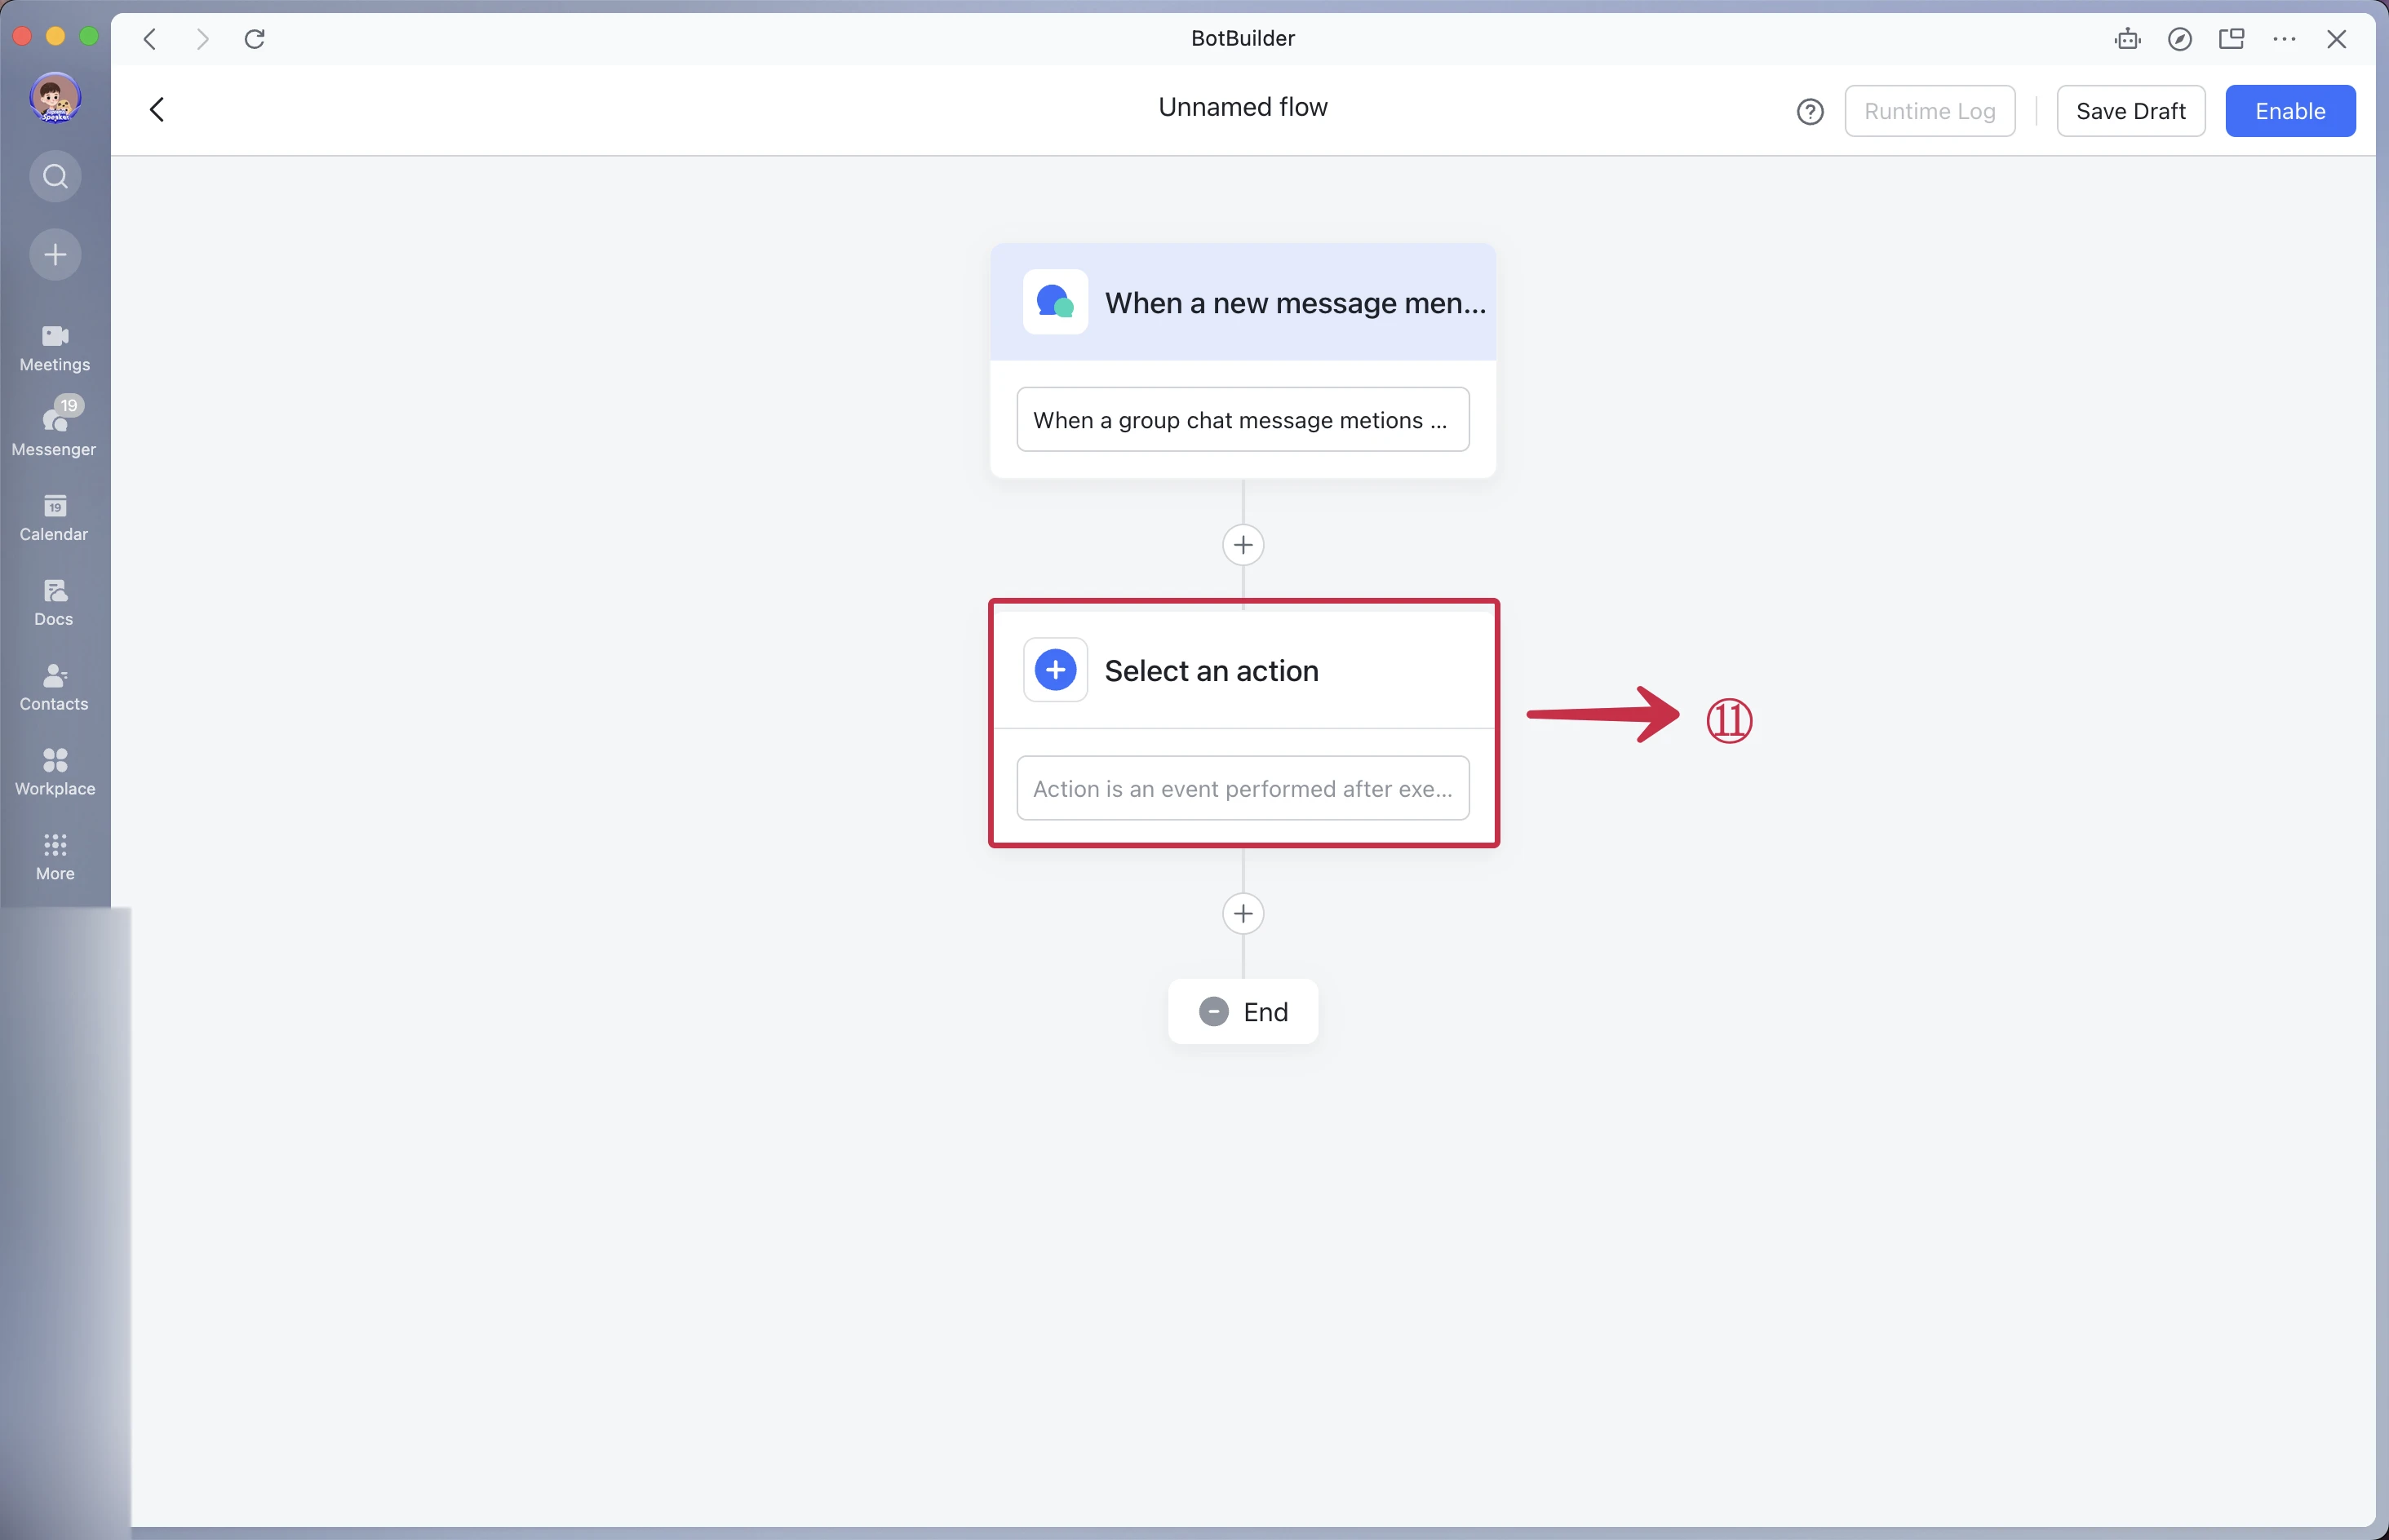 BotBuilder
Unnamed flow
Runtime Log
Save Draft
Enable
Speaker
Meetings
19
Messenger
19
Calendar
Docs
Contacts
Workplace
More
When a new message men...
When a group chat message metions ...
Select an action
Action is an event performed after exe...
⑪
End